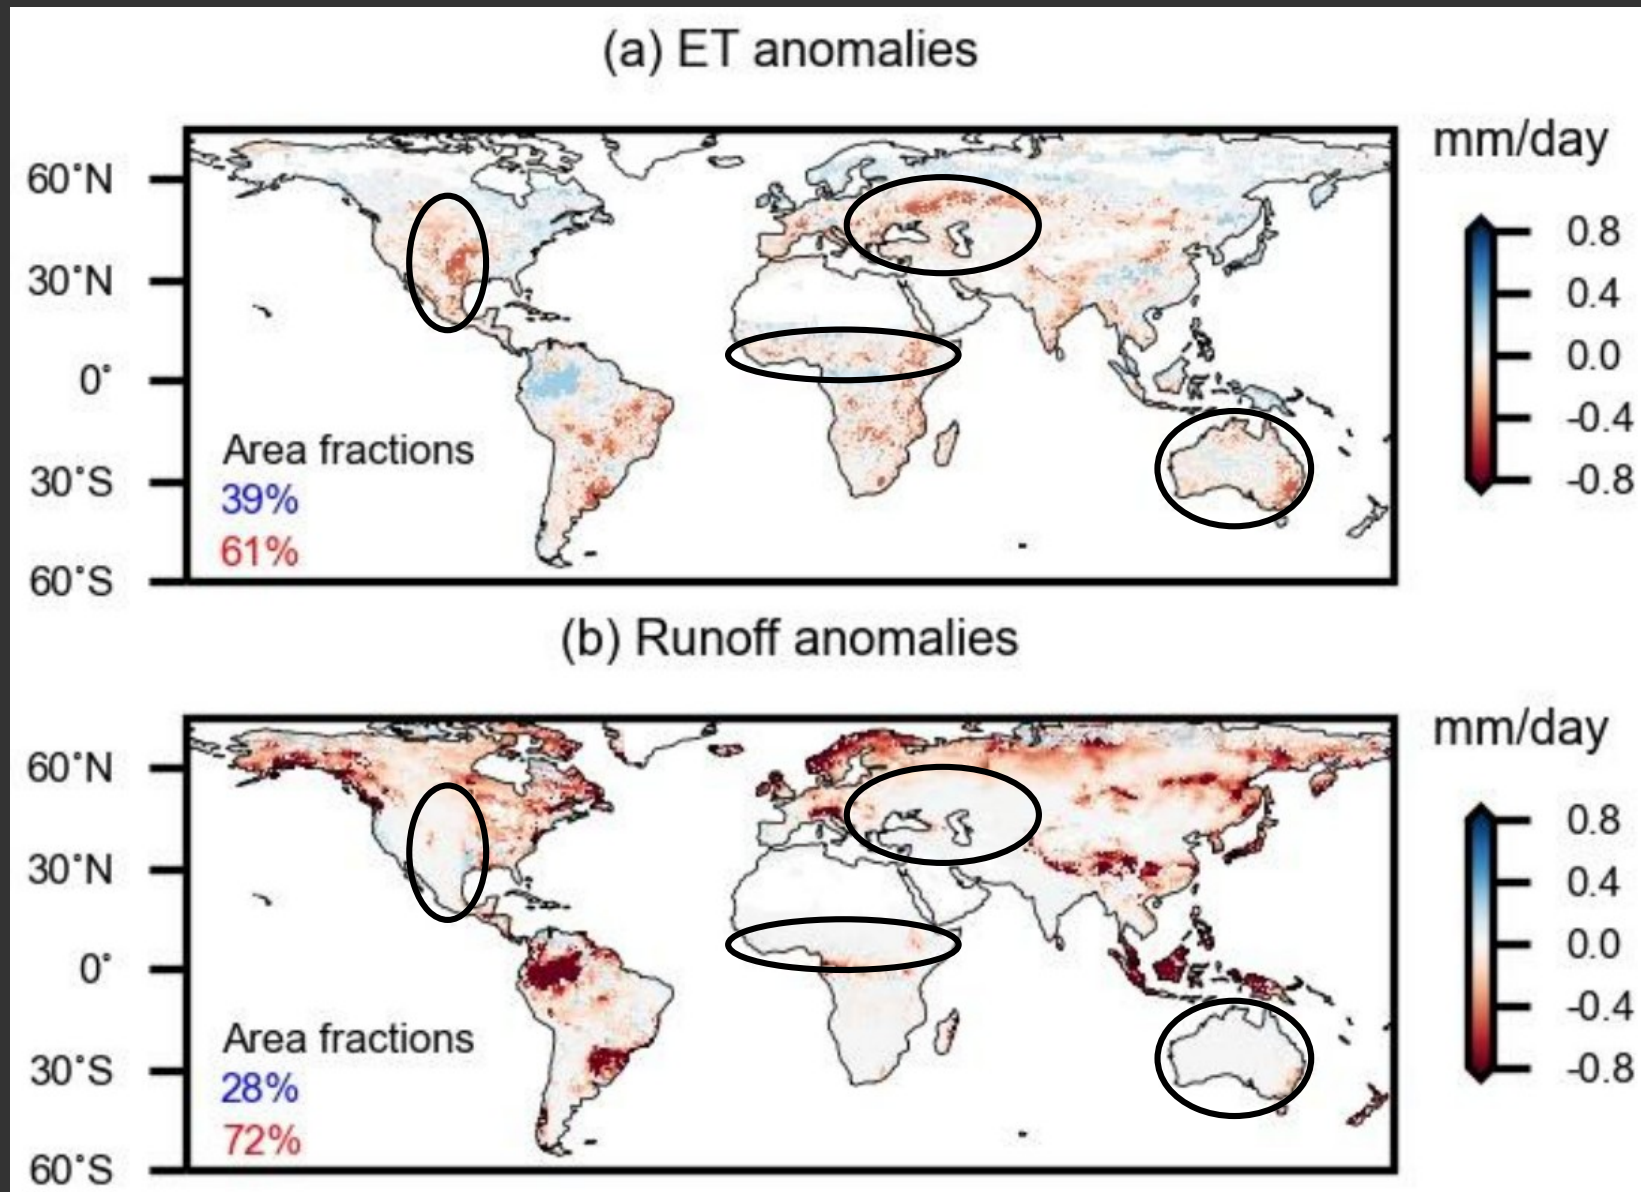 (a) ET anomalies
mm/day
60°N
30°N
0°
30°S
60°S
Area fractions
39%
61%
0.8
0.4
0.0
-0.4
-0.8
(b) Runoff anomalies
mm/day
60°N
30°N
0°
30°S
60°S
Area fractions
28%
72%
0.8
0.4
0.0
-0.4
-0.8